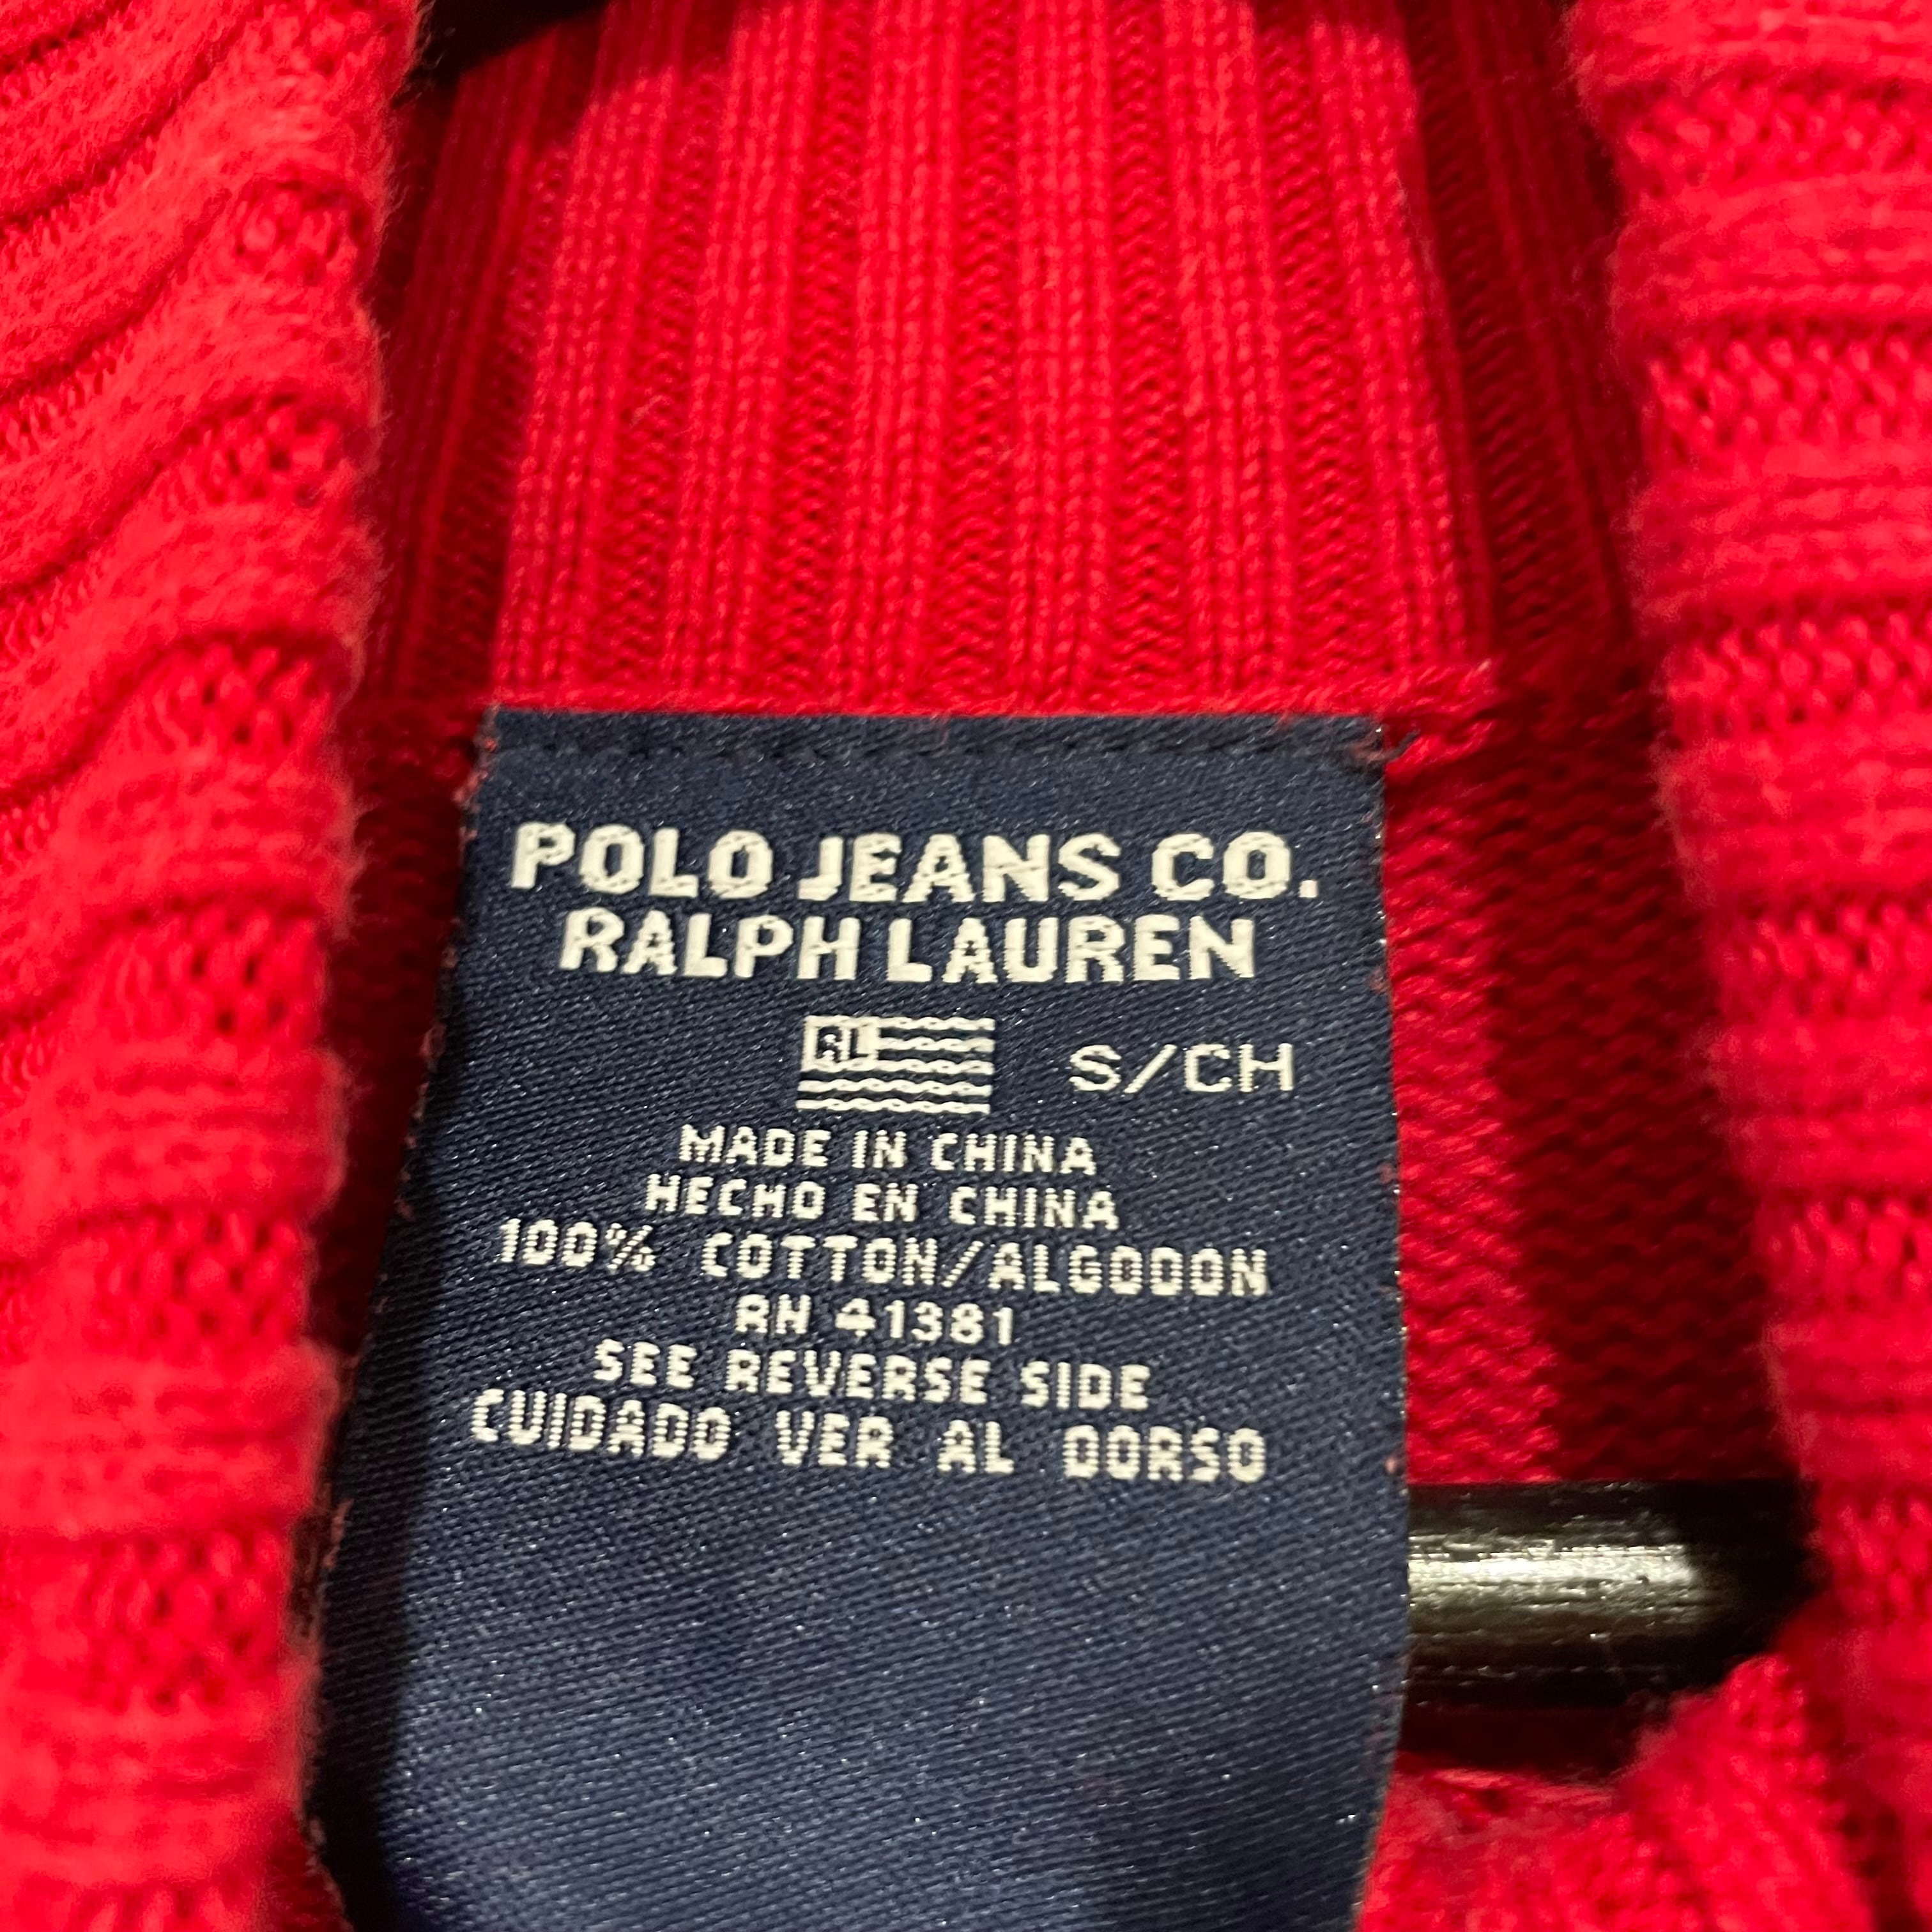 POLO JEANS CO.
RALPH LAUREN
RL S/CH
MADE IN CHINA
HECHO EN CHINA
100% COTTON/ALGODON
RN 41381
SEE REVERSE SIDE
CUIDADO VER AL DORSO